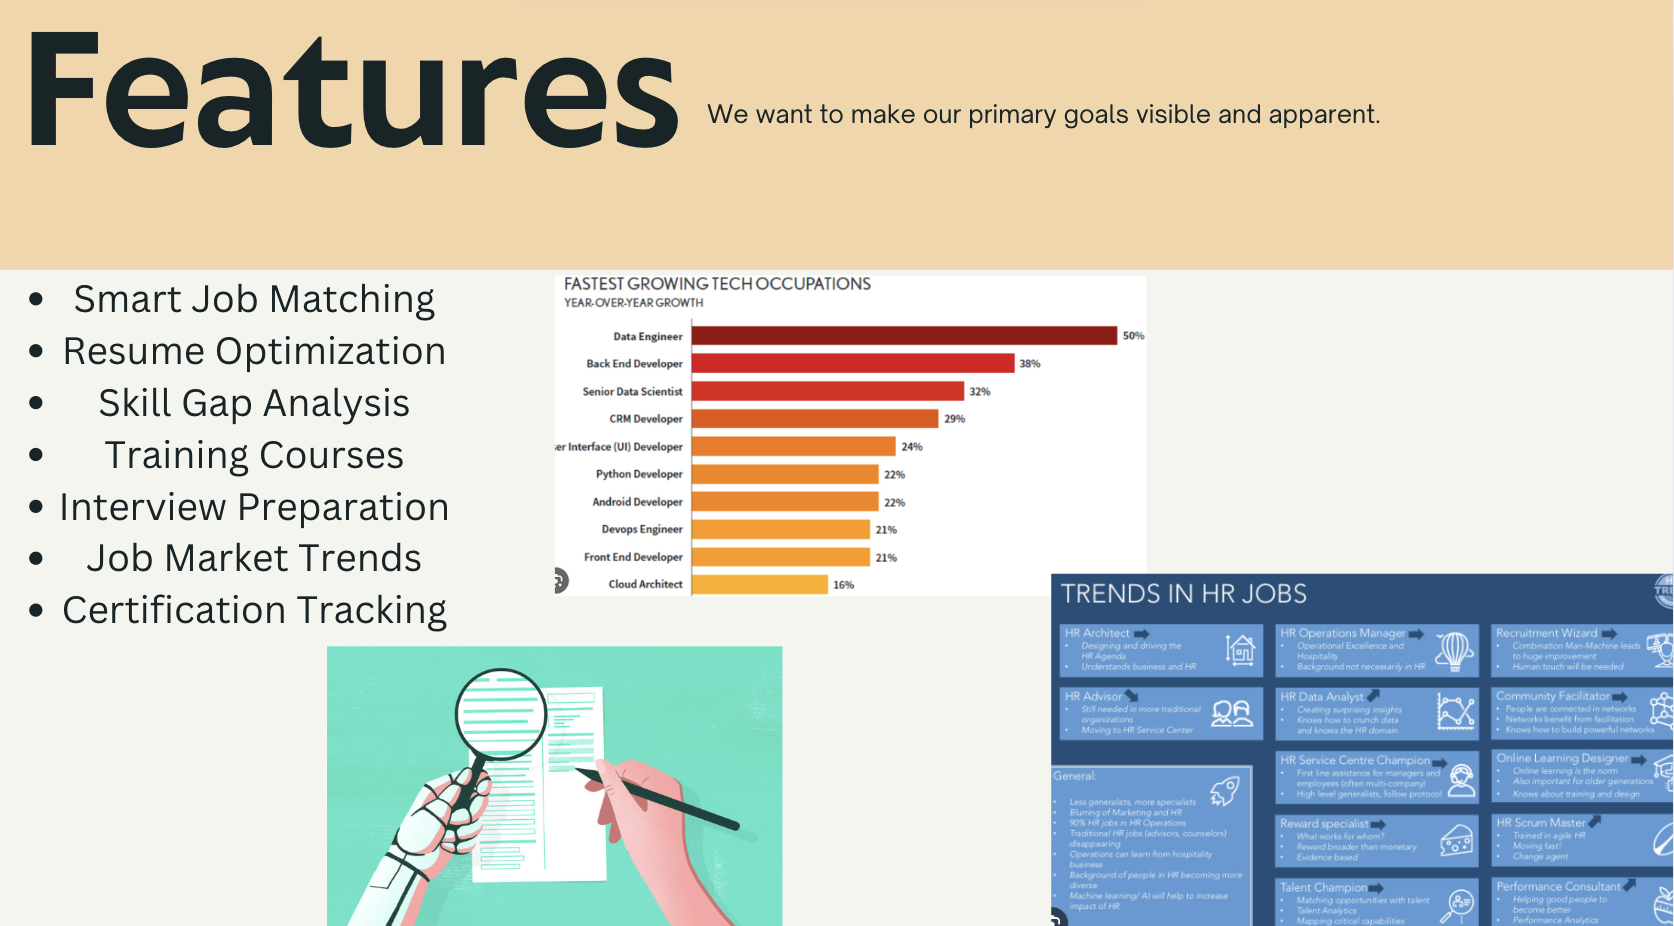 Features
We want to make our primary goals visible and apparent.
Smart Job Matching
Resume Optimization
Skill Gap Analysis
Training Courses
Interview Preparation
Job Market Trends
Certification Tracking
FASTEST GROWING TECH OCCUPATIONS
YEAR-OVER-YEAR GROWTH
Data Engineer 50%
Back End Developer 38%
Senior Data Scientist 32%
CRM Developer 29%
er Interface (UI) Developer 24%
Python Developer 22%
Android Developer 22%
Devops Engineer 21%
Front End Developer 21%
Cloud Architect 16%
TRENDS IN HR JOBS
HR Architect
Designing and driving the
HR Agenda
Understands business and HR
HR Advisor
Still needed in more traditional
organizations
Moving to HR Service Center
General:
Less generalists, more specialists
Blurring of Marketing and HR
90% HR jobs in HR Operations
Traditional HR jobs (advisors, counselors)
disappearing
Operations can learn from hospitality
business
Background of people in HR becoming more
diverse
Machine learning/ AI will help to increase
impact of HR
HR Operations Manager
Operational Excellence and
Hospitality
Background not necessarily in HR
HR Data Analyst
Creating surprising insights
Knows how to crunch data
and knows the HR domain
HR Service Centre Champion
First line assistance for managers and
employees (often multi-company)
High level generalists, follow protocol
Reward specialist
What works for whom?
Reward broader than monetary
Evidence based
Talent Champion
Matching opportunities with talent
Talent Analytics
Mapping critical capabilities
Recruitment Wizard
Combination Man-Machine leads
to huge improvement
Human touch will be needed
Community Facilitator
People are connected in networks
Networks benefit from facilitation
Knows how to build powerful networks
Online Learning Designer
Online learning is the norm
Also important for older generations
Knows about training and design
HR Scrum Master
Trained in agile HR
Moving fast!
Change agent
Performance Consultant
Helping good people to
become better
Performance Analytics